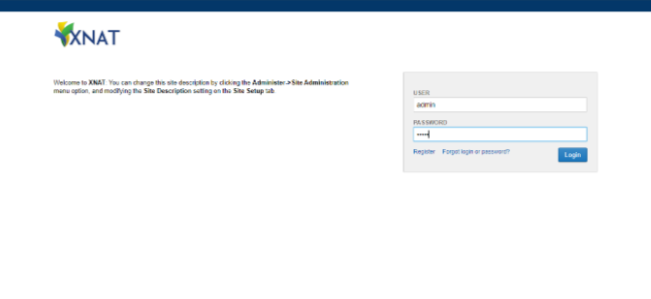 XNAT
Welcome to XNAT. You can change this site description by clicking the Administer->Site Administration
menu option, and modifying the Site Description setting on the Site Setup tab
USER
admin
PASSWORD
•••••
Register Forgot login or password?
Login